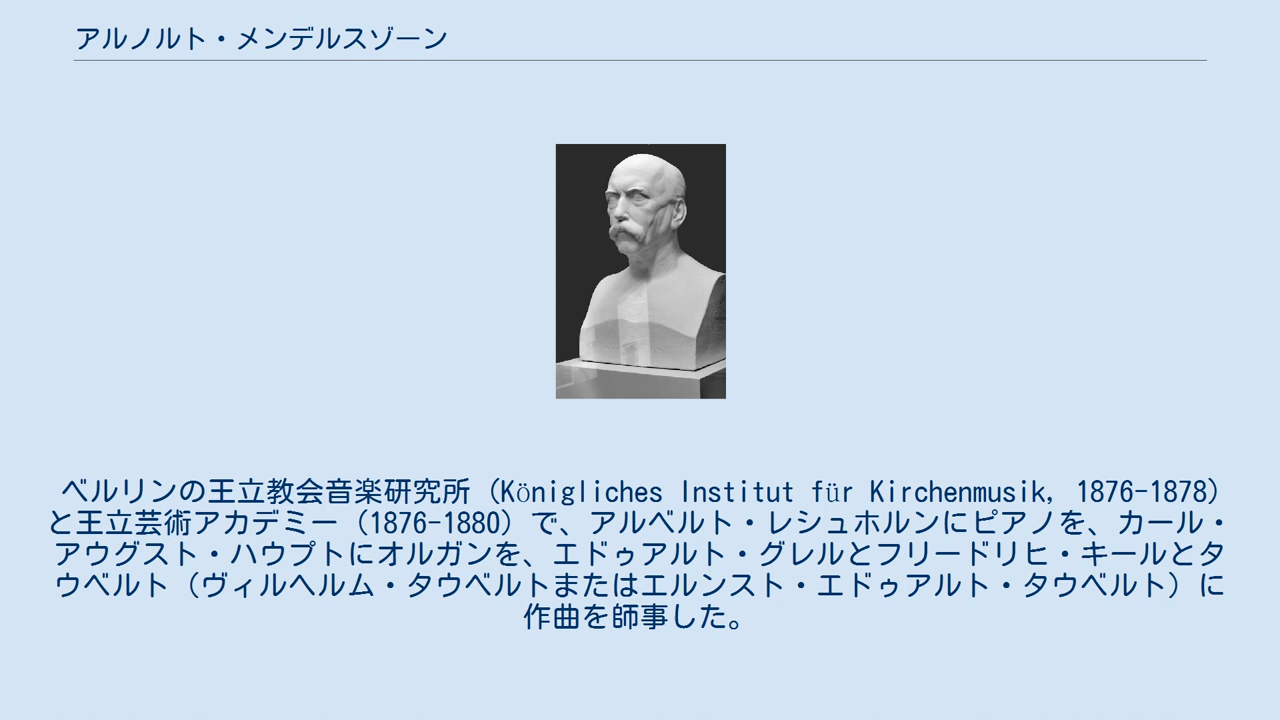 アルノルト・メンデルスゾーン
ベルリンの王立教会音楽研究所（Königliches Institut für Kirchenmusik, 1876-1878）
と王立芸術アカデミー（1876-1880）で、アルベルト・レシュホルンにピアノを、カール・
アウグスト・ハウプトにオルガンを、エドゥアルト・グレルとフリードリヒ・キールとタ
ウベルト（ヴィルヘルム・タウベルトまたはエルンスト・エドゥアルト・タウベルト）に
作曲を師事した。